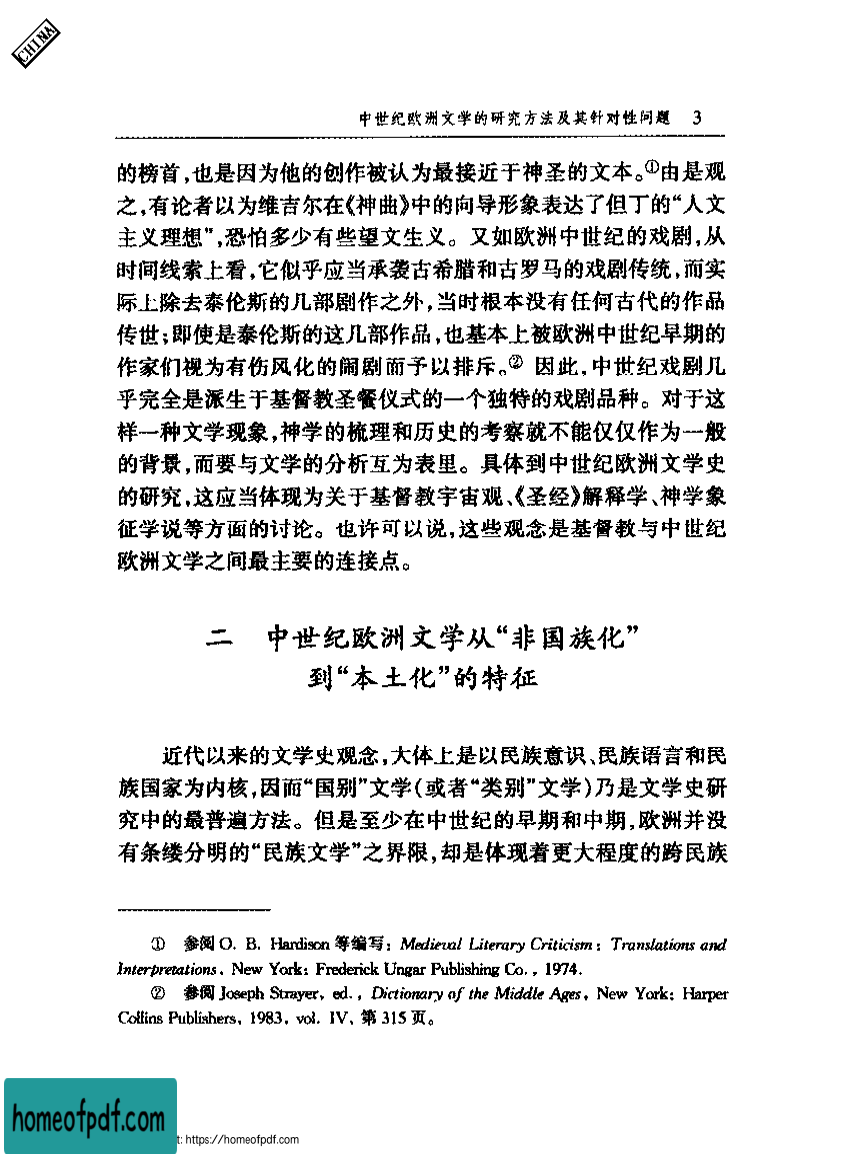 CHINA
中世纪欧洲文学的研究方法及其针对性问题 3
的榜首,也是因为他的创作被认为最接近于神圣的文本。①由是观
之,有论者以为维吉尔在《神曲》中的向导形象表达了但丁的“人文
主义理想”,恐怕多少有些望文生义。又如欧洲中世纪的戏剧,从
时间线索上看,它似乎应当承袭古希腊和古罗马的戏剧传统,而实
际上除去泰伦斯的几部剧作之外,当时根本没有任何古代的作品
传世;即使是泰伦斯的这几部作品,也基本上被欧洲中世纪早期的
作家们视为有伤风化的闹剧而予以排斥。② 因此,中世纪戏剧几
乎完全是派生于基督教圣餐仪式的一个独特的戏剧品种。对于这
样一种文学现象,神学的梳理和历史的考察就不能仅仅作为一般
的背景,而要与文学的分析互为表里。具体到中世纪欧洲文学史
的研究,这应当体现为关于基督教宇宙观、《圣经》解释学、神学象
征学说等方面的讨论。也许可以说,这些观念是基督教与中世纪
欧洲文学之间最主要的连接点。
二 中世纪欧洲文学从“非国族化”
到“本土化”的特征
近代以来的文学史观念,大体上是以民族意识、民族语言和民
族国家为内核,因而“国别”文学(或者“类别”文学)乃是文学史研
究中的最普遍方法。但是至少在中世纪的早期和中期,欧洲并没
有条缕分明的“民族文学”之界限,却是体现着更大程度的跨民族
① 参阅 O. B. Hardison 等编写: Medieval Literary Criticism: Translations and
Interpretations, New York: Frederick Ungar Publishing Co., 1974.
② 参阅 Joseph Strayer, ed., Dictionary of the Middle Ages, New York: Harper
Collins Publishers, 1983, vol. IV, 第 315 页。
homeofpdf.com
t: https://homeofpdf.com